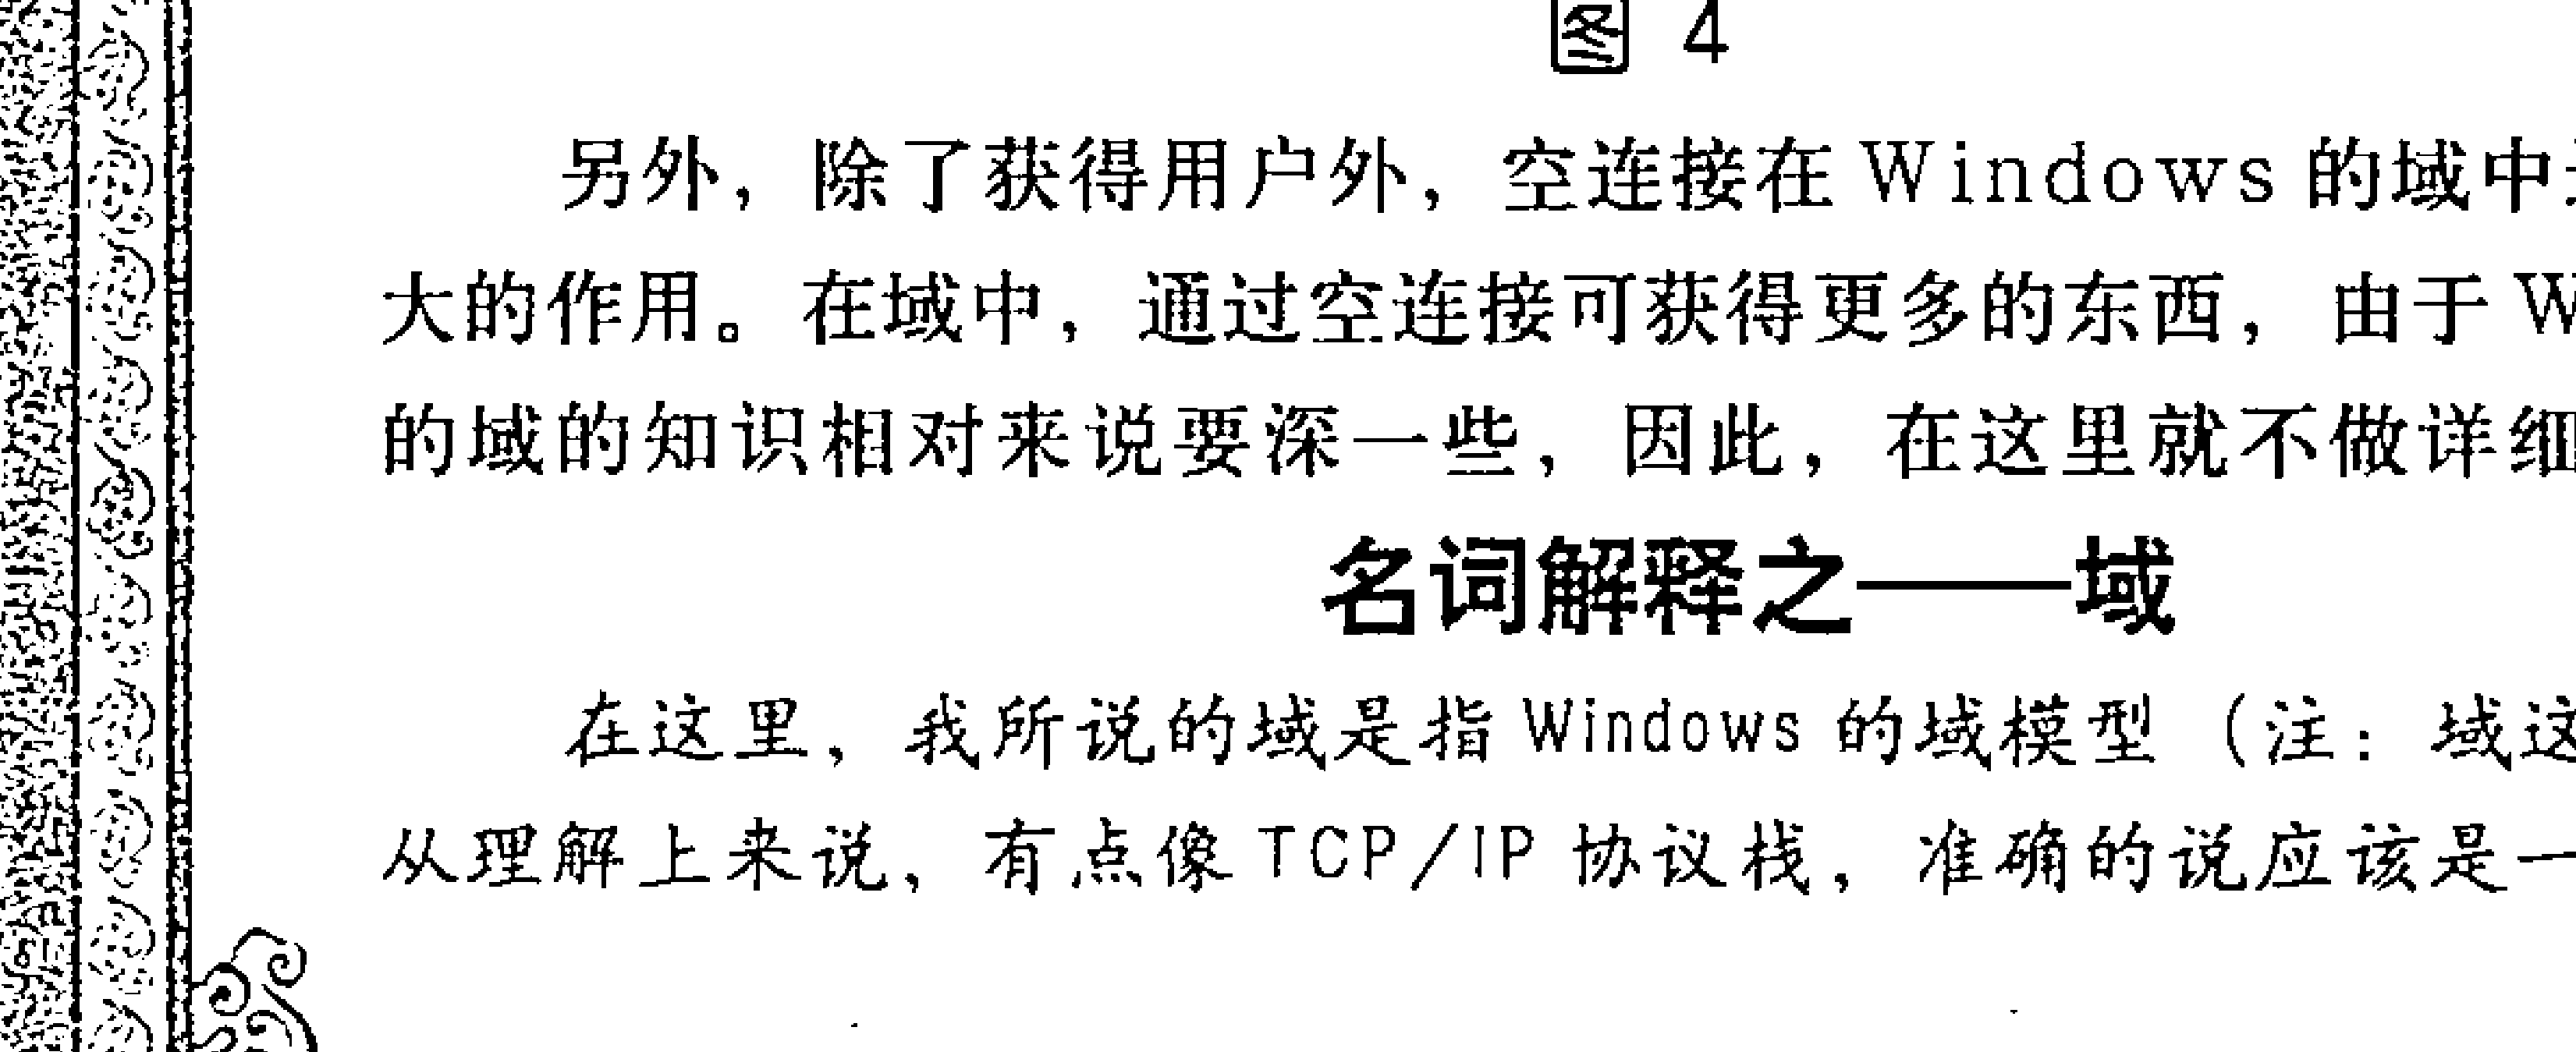 图 4
另外，除了获得用户外，空连接在 Windows 的域中
大的作用。在域中，通过空连接可获得更多的东西，由于 W
的域的知识相对来说要深一些，因此，在这里就不做详细
名词解释之——域
在这里，我所说的域是指 Windows 的域模型（注：域这
从理解上来说，有点像 TCP/IP 协议栈，准确的说应该是一